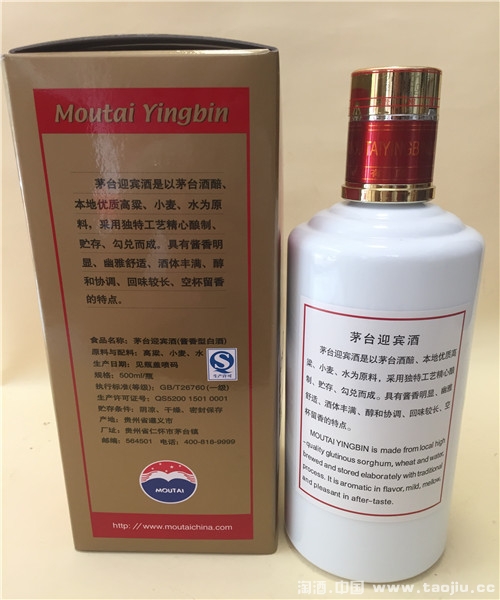 Moutai Yingbin
茅台迎宾酒是以茅台酒醅、
本地优质高粱、小麦、水为原
料，采用独特工艺精心酿制、
贮存、勾兑而成。具有酱香明
显、幽雅舒适、酒体丰满、醇
和协调、回味较长、空杯留香
的特点。
食品名称：茅台迎宾酒(酱香型白酒)
原料与配料：高粱、小麦、水
生产日期：见瓶盖喷码
规格：500ml/瓶
执行标准(等级)：GB/T26760(一级)
生产许可证号：QS5200 1501 0001
贮存条件：阴凉、干燥、密封保存
产地：贵州省遵义市
厂址：贵州省仁怀市茅台镇
邮编：564501 电话：400-818-9999
生产许可
MOUTAI
http://www.moutaichina.com
MOUTAI YINGB
茅台迎宾酒
茅台迎宾酒是以茅台酒醅、本地优质高
粱、小麦、水为原料，采用独特工艺精心酿
制、贮存、勾兑而成。具有酱香明显、幽雅
舒适、酒体丰满、醇和协调、回味较长、空
杯留香的特点。
MOUTAI YINGBIN is made from local high
-quality glutinous sorghum, wheat and water,
brewed and stored elaborately with traditional
process. It is aromatic in flavor, mild, mellow,
and pleasant in after-taste.
淘酒.中国 www.taojiu.cc